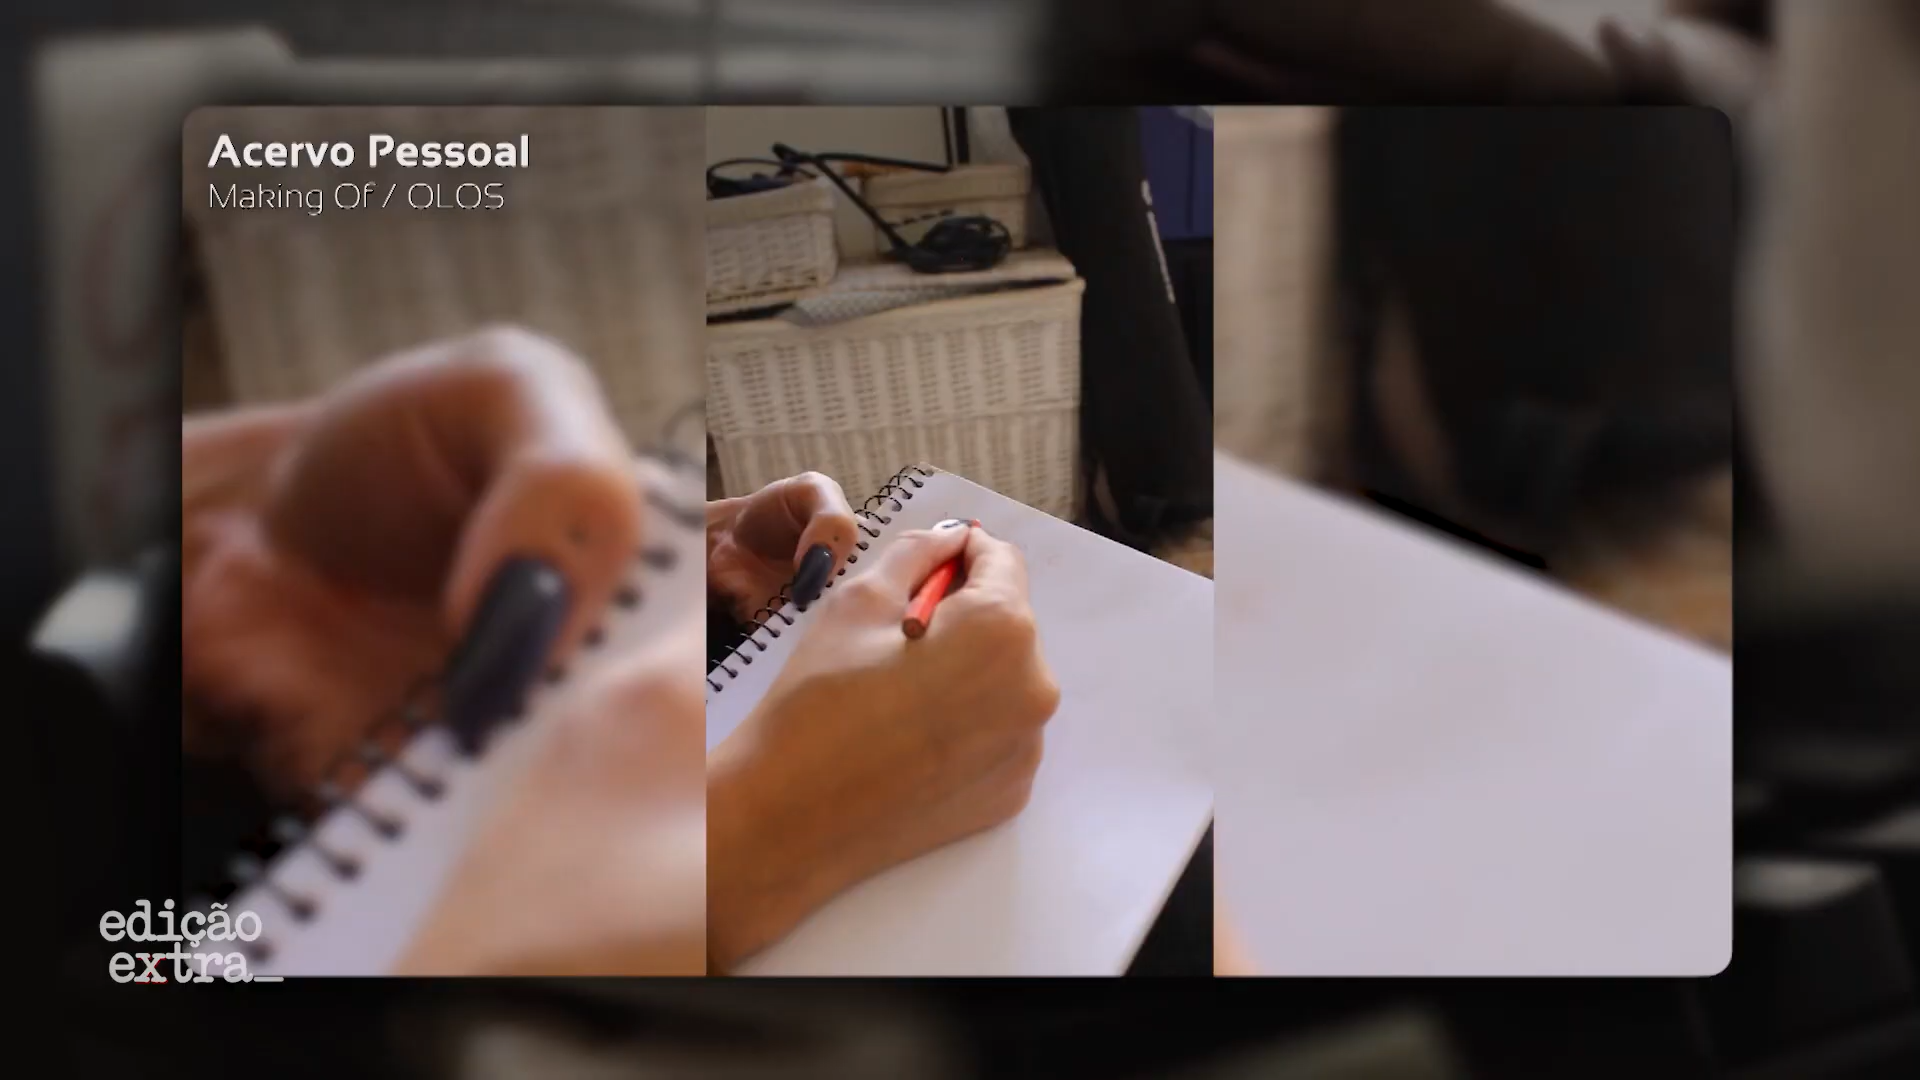 Acervo Pessoal
Making Of / OLOS
edição
extra_